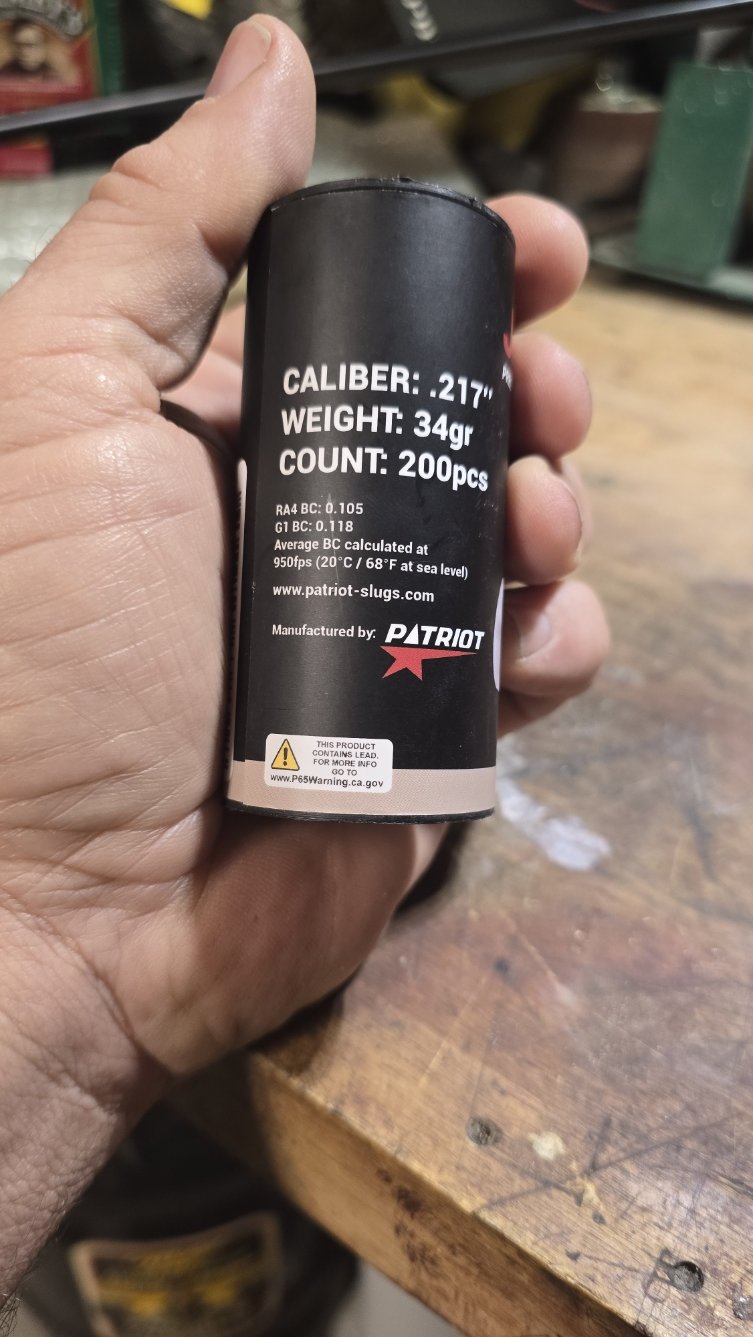 CALIBER: .217"
WEIGHT: 34gr
COUNT: 200pcs
RA4 BC: 0.105
G1 BC: 0.118
Average BC calculated at
950fps (20°C / 68°F at sea level)
www.patriot-slugs.com
Manufactured by: PATRIOT
THIS PRODUCT
CONTAINS LEAD.
FOR MORE INFO
GO TO
www.P65Warning.ca.gov